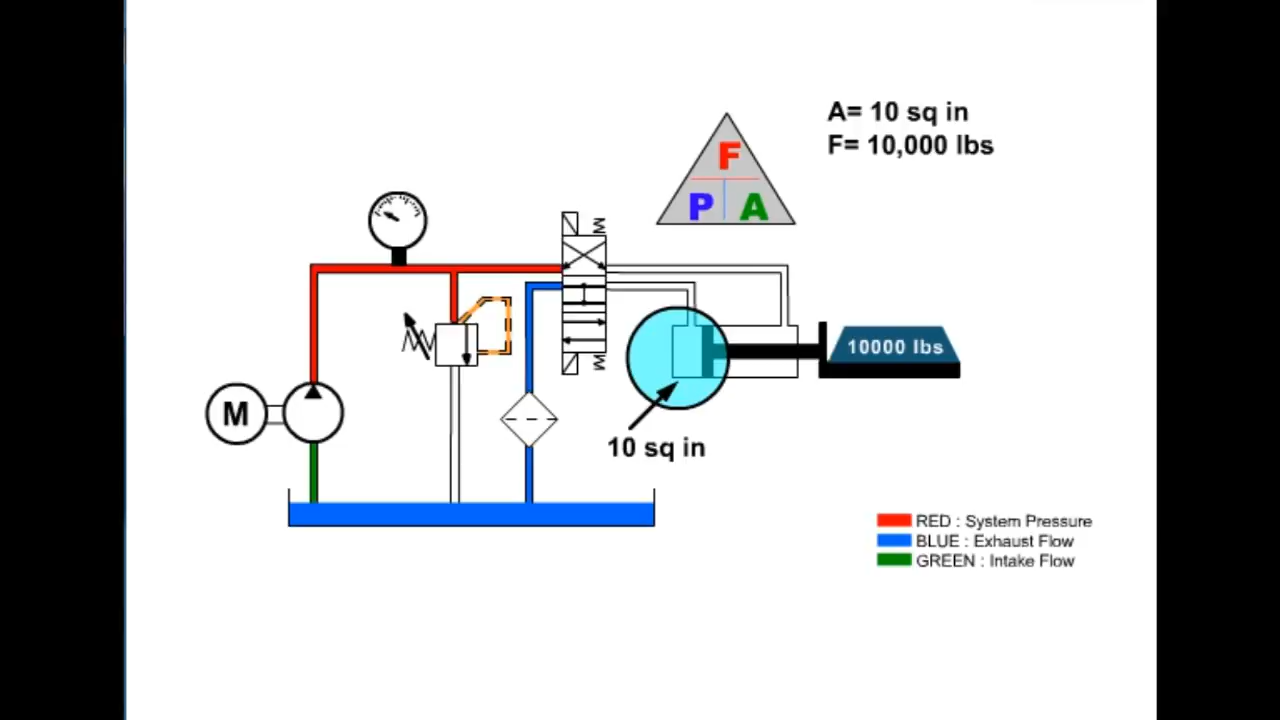 A= 10 sq in
F= 10,000 lbs
F
P A
M
10000 lbs
10 sq in
RED : System Pressure
BLUE : Exhaust Flow
GREEN : Intake Flow